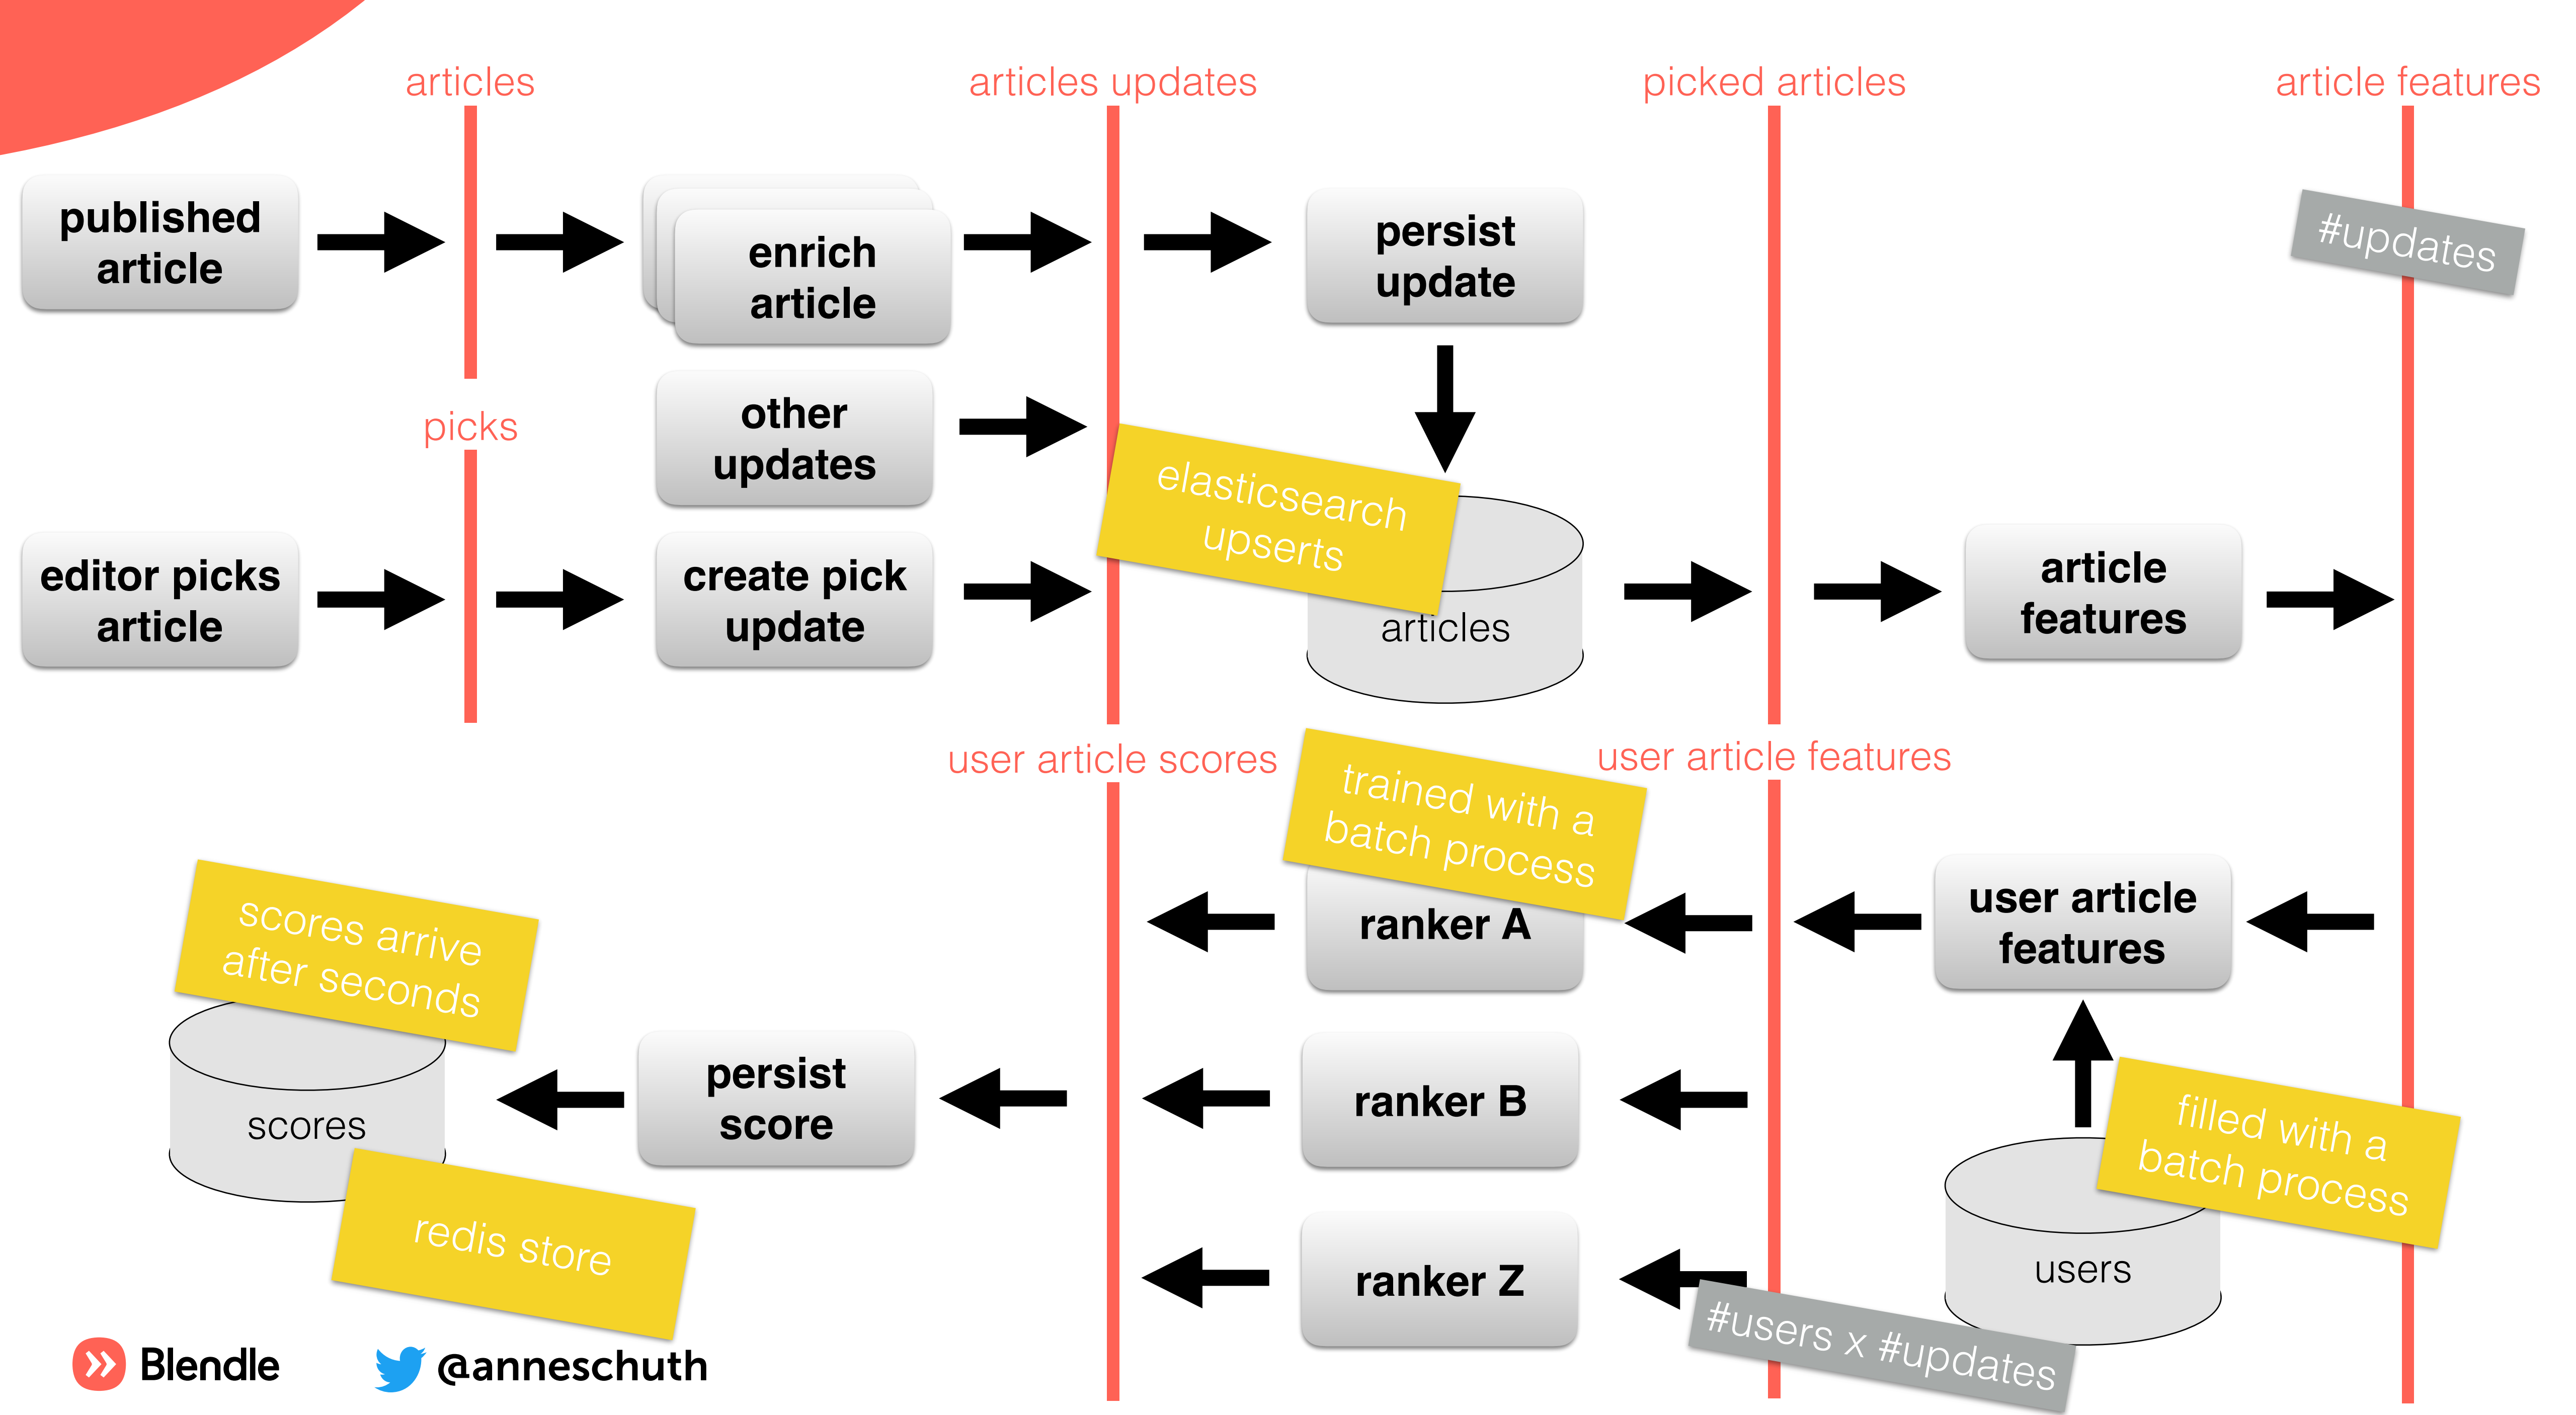 articles
articles updates
picked articles
article features
published
article
enrich
article
persist
update
#updates
picks
other
updates
elasticsearch
upserts
editor picks
article
create pick
update
articles
article
features
user article scores
user article features
trained with a
batch process
scores arrive
after seconds
ranker A
user article
features
persist
score
scores
ranker B
filled with a
batch process
redis store
ranker Z
users
#users x #updates
Blendle
@anneschuth